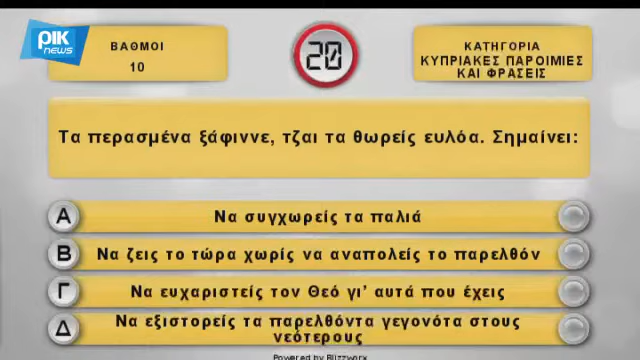 ΡΙΚ
news
ΒΑΘΜΟΙ
10
20
ΚΑΤΗΓΟΡΙΑ
ΚΥΠΡΙΑΚΕΣ ΠΑΡΟΙΜΙΕΣ
ΚΑΙ ΦΡΑΣΕΙΣ
Τα περασμένα ξάφιννε, τζαι τα θωρείς ευλόα. Σημαίνει:
Α Να συγχωρείς τα παλιά
Β Να ζεις το τώρα χωρίς να αναπολείς το παρελθόν
Γ Να ευχαριστείς τον Θεό γι' αυτά που έχεις
Δ Να εξιστορείς τα παρελθόντα γεγονότα στους
νεότερους
Powered by Blizzworx